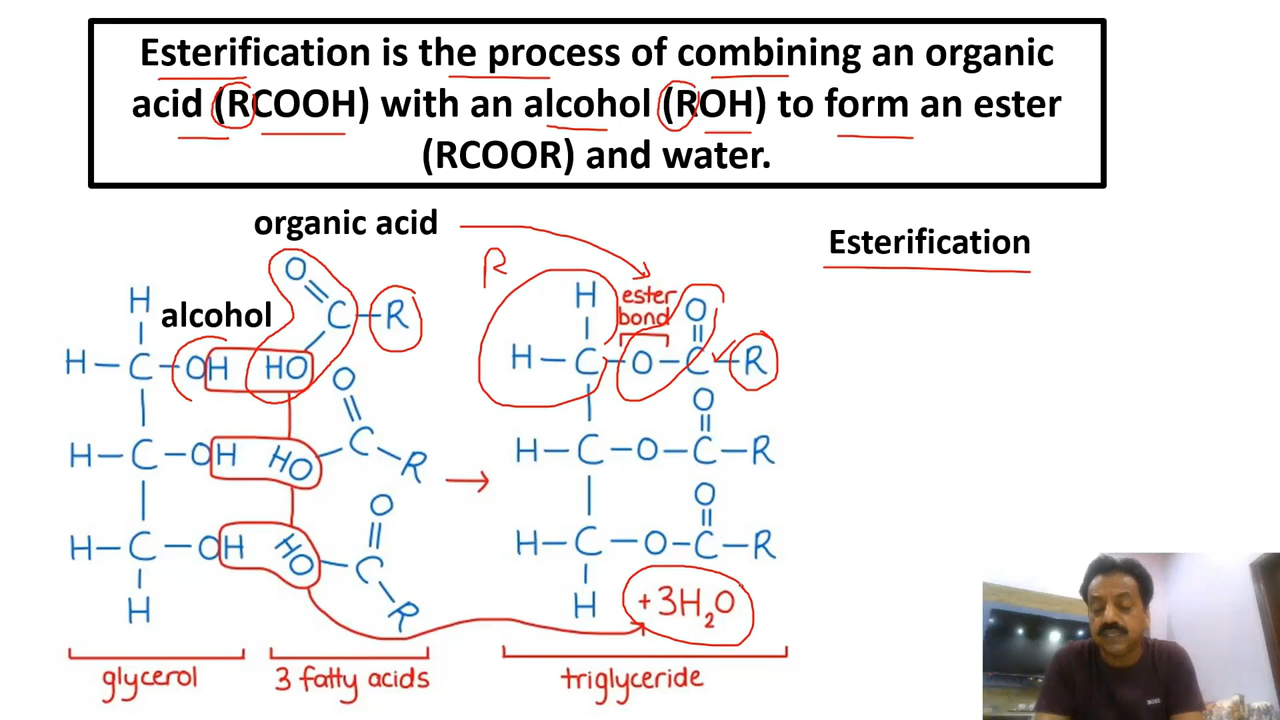 Esterification is the process of combining an organic
acid (RCOOH) with an alcohol (ROH) to form an ester
(RCOOR) and water.
organic acid
Esterification
R
alcohol
ester
bond
H
O
C–R
H–C–OH HO
H–C–OH HO
O
C
R
H–C–OH HO
O
C
R
H
H
O
H–C–O–C–R
O
H–C–O–C–R
O
H–C–O–C–R
H
+3H₂O
glycerol
3 fatty acids
triglyceride